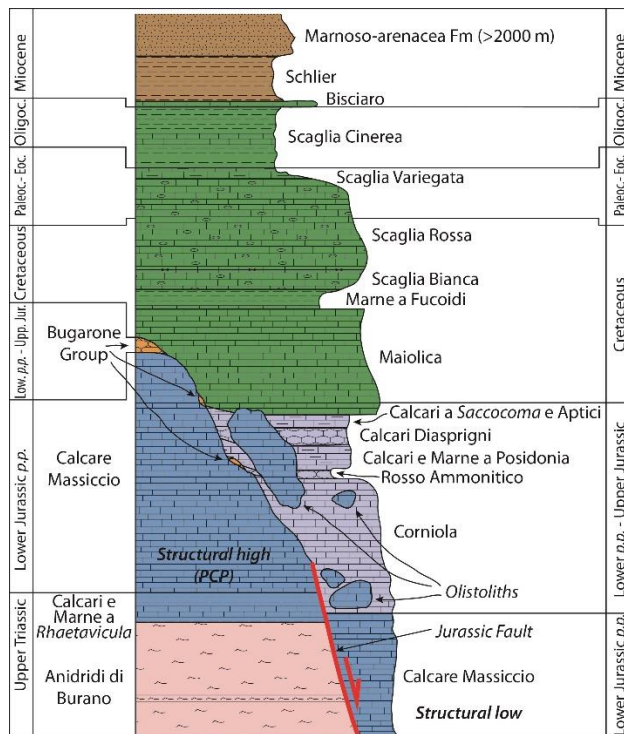 Miocene
Oligoc.
Paleoc. - Eoc.
Cretaceous
Low. p.p. - Upp. Jur.
Lower Jurassic p.p.
Upper Triassic
Marnoso-arenacea Fm (>2000 m)
Schlier
Bisciaro
Scaglia Cinerea
Scaglia Variegata
Scaglia Rossa
Scaglia Bianca
Marne a Fucoidi
Bugarone
Group
Maiolica
Calcari a Saccocoma e Aptici
Calcari Diasprigni
Calcari e Marne a Posidonia
Rosso Ammonitico
Calcare
Massiccio
Corniola
Structural high
(PCP)
Olistoliths
Calcari e
Marne a
Rhaetavicula
Jurassic Fault
Anidridi di
Burano
Calcare Massiccio
Structural low
Miocene
Oligoc.
Paleoc. - Eoc.
Cretaceous
Lower p.p. - Upper Jurassic
Lower Jurassic p.p.